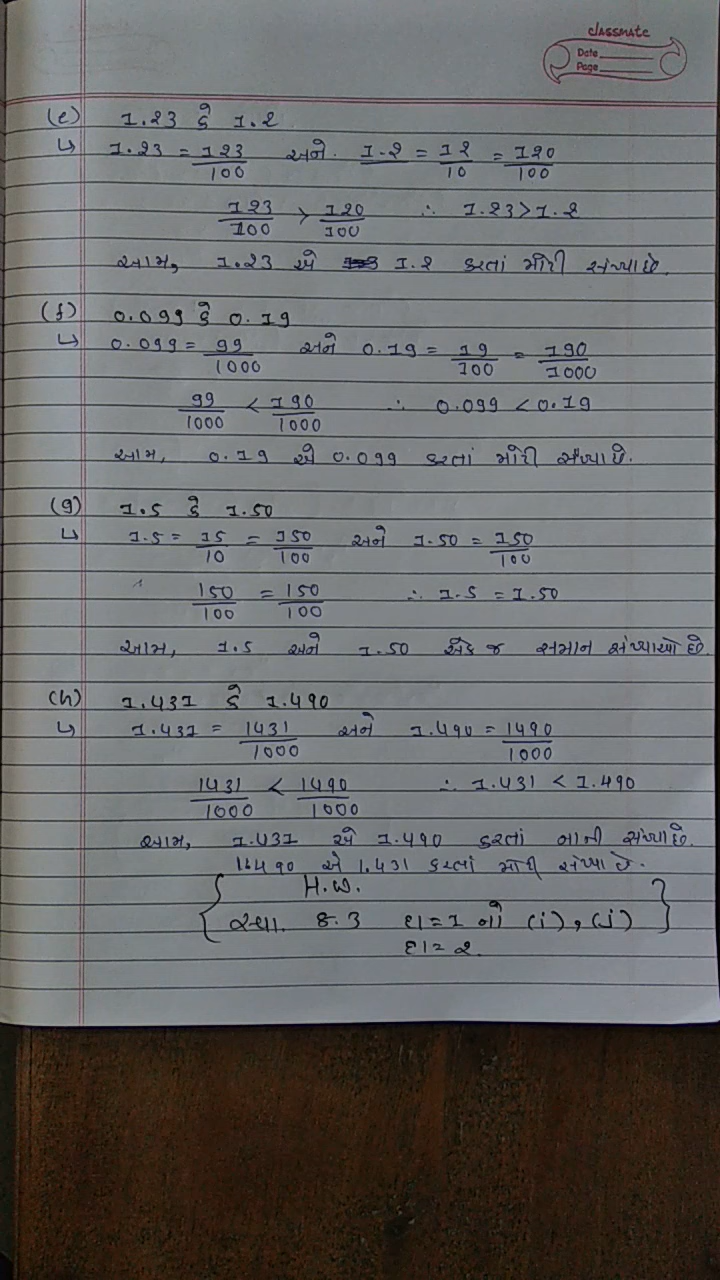 classmate
Date
Page
(e) 1.23 કે 1.2
↳ 1.23 = 123/100 અને 1.2 = 12/10 = 120/100
123/100 > 120/100 ∴ 1.23 > 1.2
આમ, 1.23 એ 1.2 કરતાં મોટી સંખ્યા છે.
(f) 0.099 કે 0.19
↳ 0.099 = 99/1000 અને 0.19 = 19/100 = 190/1000
99/1000 < 190/1000 ∴ 0.099 < 0.19
આમ, 0.19 એ 0.099 કરતાં મોટી સંખ્યા છે.
(g) 1.5 કે 1.50
↳ 1.5 = 15/10 = 150/100 અને 1.50 = 150/100
150/100 = 150/100 ∴ 1.5 = 1.50
આમ, 1.5 અને 1.50 એક જ સમાન સંખ્યાઓ છે.
(h) 1.431 કે 1.490
↳ 1.431 = 1431/1000 અને 1.490 = 1490/1000
1431/1000 < 1490/1000 ∴ 1.431 < 1.490
આમ, 1.431 એ 1.490 કરતાં નાની સંખ્યા છે.
1.490 એ 1.431 કરતાં મોટી સંખ્યા છે.
H.W.
સ્વા. 8.3 દા=1 નો (i), (j)
દા= 2.